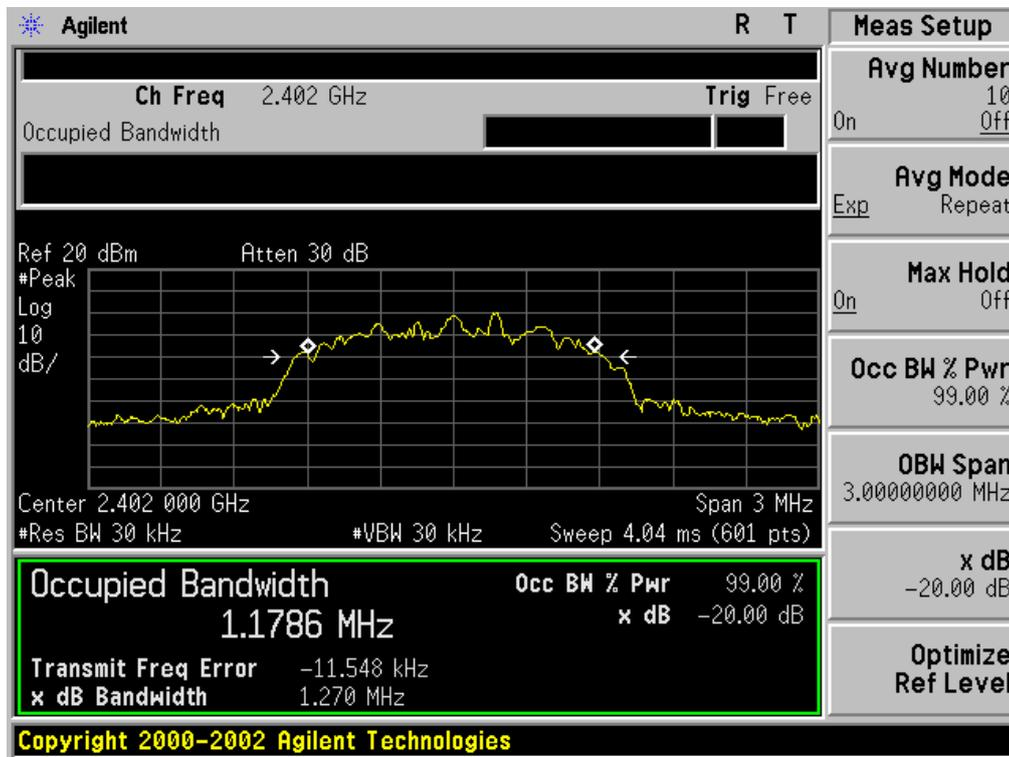 Agilent R T
Ch Freq 2.402 GHz Trig Free
Occupied Bandwidth
Ref 20 dBm Atten 30 dB
#Peak
Log
10
dB/
Center 2.402 000 GHz Span 3 MHz
#Res BW 30 kHz #VBW 30 kHz Sweep 4.04 ms (601 pts)
Occupied Bandwidth Occ BW % Pwr 99.00 %
1.1786 MHz x dB -20.00 dB
Transmit Freq Error -11.548 kHz
x dB Bandwidth 1.270 MHz
Copyright 2000-2002 Agilent Technologies
Meas Setup
Avg Number
10
On Off
Avg Mode
Exp Repeat
Max Hold
On Off
Occ BW % Pwr
99.00 %
OBW Span
3.00000000 MHz
x dB
-20.00 dB
Optimize
Ref Level